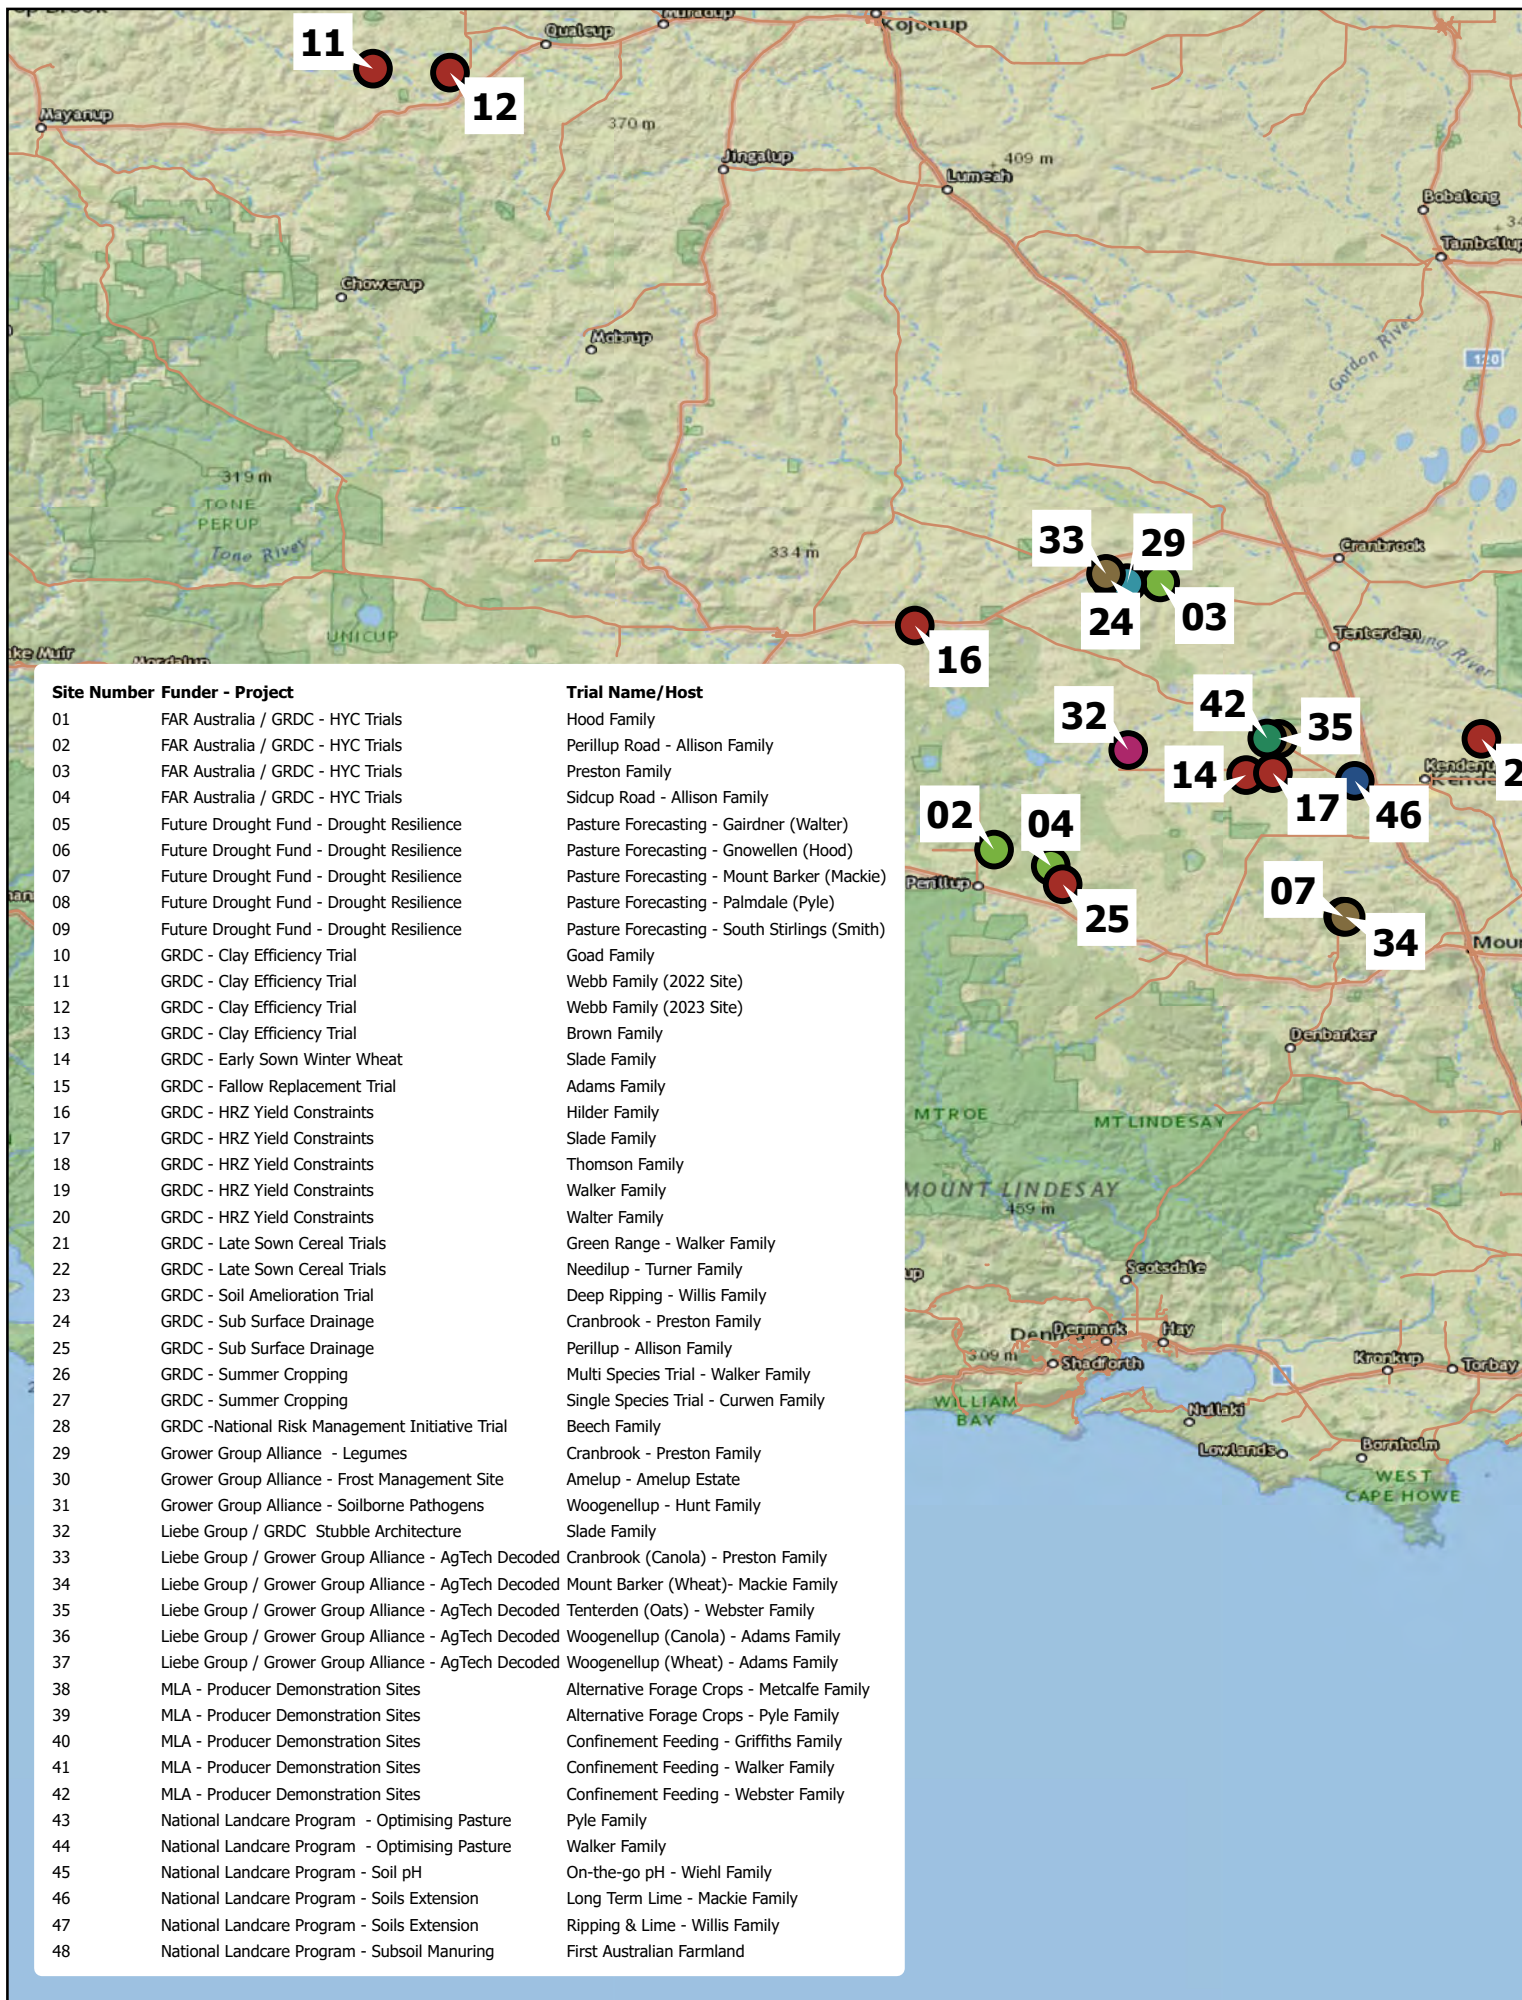 Qualeup
Muradup
Kojonup
11
12
Mayanup
370 m
Jingalup
409 m
Lumeah
Bobalong
Tambellup
Chowerup
Mobrup
Gordon River
120
319 m
TONE
PERUP
Tone River
334 m
33
29
Cranbrook
24
03
UNICUP
Tenterden
16
42
35
32
14
17
46
02
04
Perillup
25
07
34
Denbarker
MT ROE
MT LINDESAY
MOUNT LINDESAY
459 m
Scotsdale
Denmark
Hay
309 m
Shadforth
Kronkup
Torbay
WILLIAM
BAY
Nullaki
Lowlands
Bornholm
WEST
CAPE HOWE
Site Number Funder - Project Trial Name/Host
01 FAR Australia / GRDC - HYC Trials Hood Family
02 FAR Australia / GRDC - HYC Trials Perillup Road - Allison Family
03 FAR Australia / GRDC - HYC Trials Preston Family
04 FAR Australia / GRDC - HYC Trials Sidcup Road - Allison Family
05 Future Drought Fund - Drought Resilience Pasture Forecasting - Gairdner (Walter)
06 Future Drought Fund - Drought Resilience Pasture Forecasting - Gnowellen (Hood)
07 Future Drought Fund - Drought Resilience Pasture Forecasting - Mount Barker (Mackie)
08 Future Drought Fund - Drought Resilience Pasture Forecasting - Palmdale (Pyle)
09 Future Drought Fund - Drought Resilience Pasture Forecasting - South Stirlings (Smith)
10 GRDC - Clay Efficiency Trial Goad Family
11 GRDC - Clay Efficiency Trial Webb Family (2022 Site)
12 GRDC - Clay Efficiency Trial Webb Family (2023 Site)
13 GRDC - Clay Efficiency Trial Brown Family
14 GRDC - Early Sown Winter Wheat Slade Family
15 GRDC - Fallow Replacement Trial Adams Family
16 GRDC - HRZ Yield Constraints Hilder Family
17 GRDC - HRZ Yield Constraints Slade Family
18 GRDC - HRZ Yield Constraints Thomson Family
19 GRDC - HRZ Yield Constraints Walker Family
20 GRDC - HRZ Yield Constraints Walter Family
21 GRDC - Late Sown Cereal Trials Green Range - Walker Family
22 GRDC - Late Sown Cereal Trials Needilup - Turner Family
23 GRDC - Soil Amelioration Trial Deep Ripping - Willis Family
24 GRDC - Sub Surface Drainage Cranbrook - Preston Family
25 GRDC - Sub Surface Drainage Perillup - Allison Family
26 GRDC - Summer Cropping Multi Species Trial - Walker Family
27 GRDC - Summer Cropping Single Species Trial - Curwen Family
28 GRDC -National Risk Management Initiative Trial Beech Family
29 Grower Group Alliance - Legumes Cranbrook - Preston Family
30 Grower Group Alliance - Frost Management Site Amelup - Amelup Estate
31 Grower Group Alliance - Soilborne Pathogens Woogenellup - Hunt Family
32 Liebe Group / GRDC Stubble Architecture Slade Family
33 Liebe Group / Grower Group Alliance - AgTech Decoded Cranbrook (Canola) - Preston Family
34 Liebe Group / Grower Group Alliance - AgTech Decoded Mount Barker (Wheat)- Mackie Family
35 Liebe Group / Grower Group Alliance - AgTech Decoded Tenterden (Oats) - Webster Family
36 Liebe Group / Grower Group Alliance - AgTech Decoded Woogenellup (Canola) - Adams Family
37 Liebe Group / Grower Group Alliance - AgTech Decoded Woogenellup (Wheat) - Adams Family
38 MLA - Producer Demonstration Sites Alternative Forage Crops - Metcalfe Family
39 MLA - Producer Demonstration Sites Alternative Forage Crops - Pyle Family
40 MLA - Producer Demonstration Sites Confinement Feeding - Griffiths Family
41 MLA - Producer Demonstration Sites Confinement Feeding - Walker Family
42 MLA - Producer Demonstration Sites Confinement Feeding - Webster Family
43 National Landcare Program - Optimising Pasture Pyle Family
44 National Landcare Program - Optimising Pasture Walker Family
45 National Landcare Program - Soil pH On-the-go pH - Wiehl Family
46 National Landcare Program - Soils Extension Long Term Lime - Mackie Family
47 National Landcare Program - Soils Extension Ripping & Lime - Willis Family
48 National Landcare Program - Subsoil Manuring First Australian Farmland